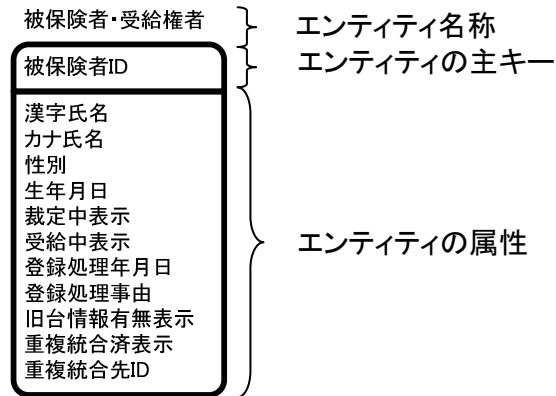 被保険者・受給権者
エンティティ名称
被保険者ID
エンティティの主キー
漢字氏名
カナ氏名
性別
生年月日
裁定中表示
受給中表示
登録処理年月日
登録処理事由
旧台情報有無表示
重複統合済表示
重複統合先ID
エンティティの属性